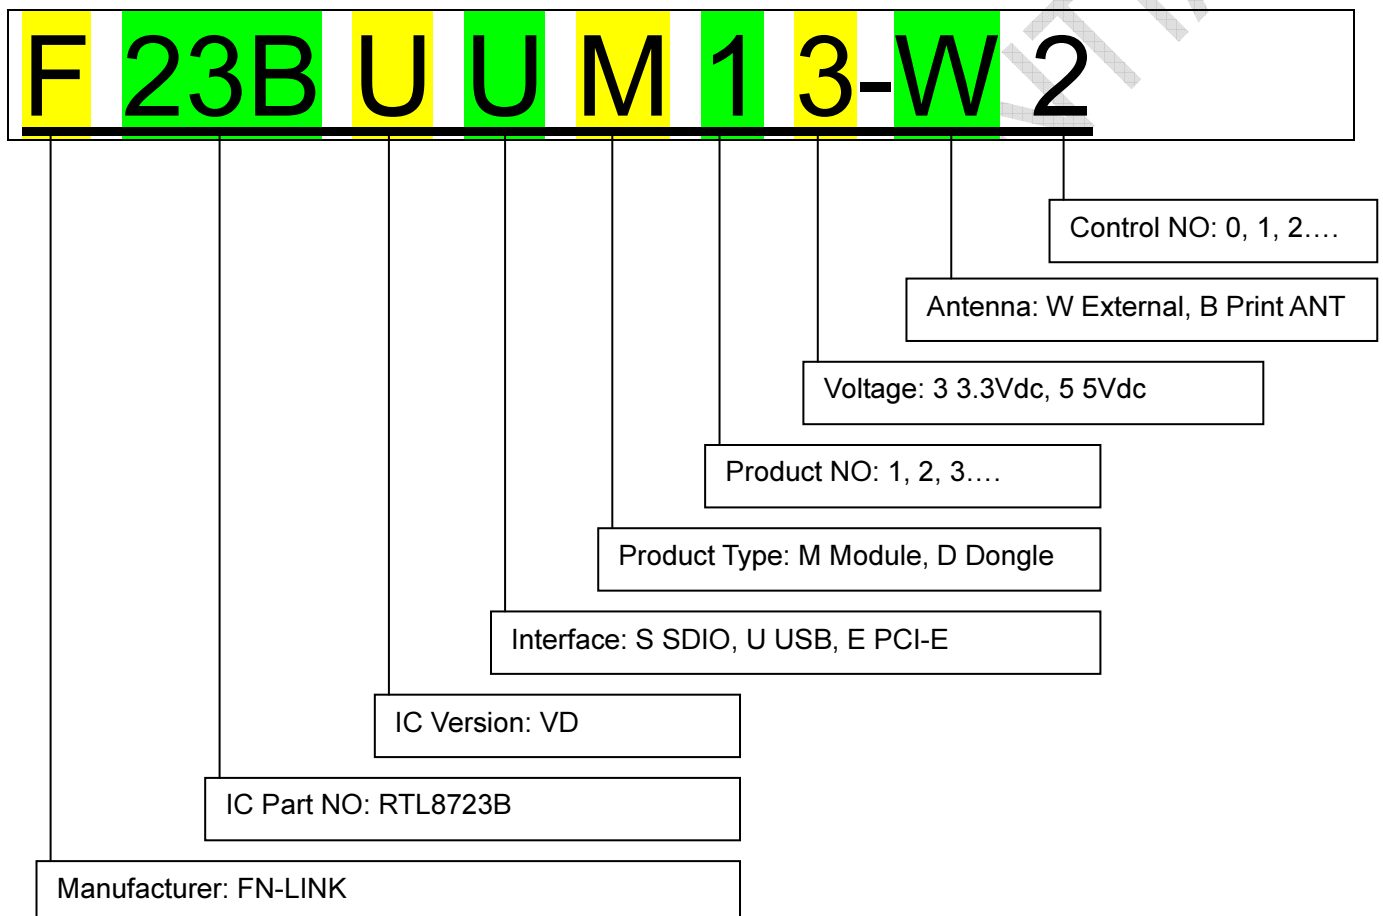 F 23B U U M 1 3-W 2
Control NO: 0, 1, 2….
Antenna: W External, B Print ANT
Voltage: 3 3.3Vdc, 5 5Vdc
Product NO: 1, 2, 3….
Product Type: M Module, D Dongle
Interface: S SDIO, U USB, E PCI-E
IC Version: VD
IC Part NO: RTL8723B
Manufacturer: FN-LINK